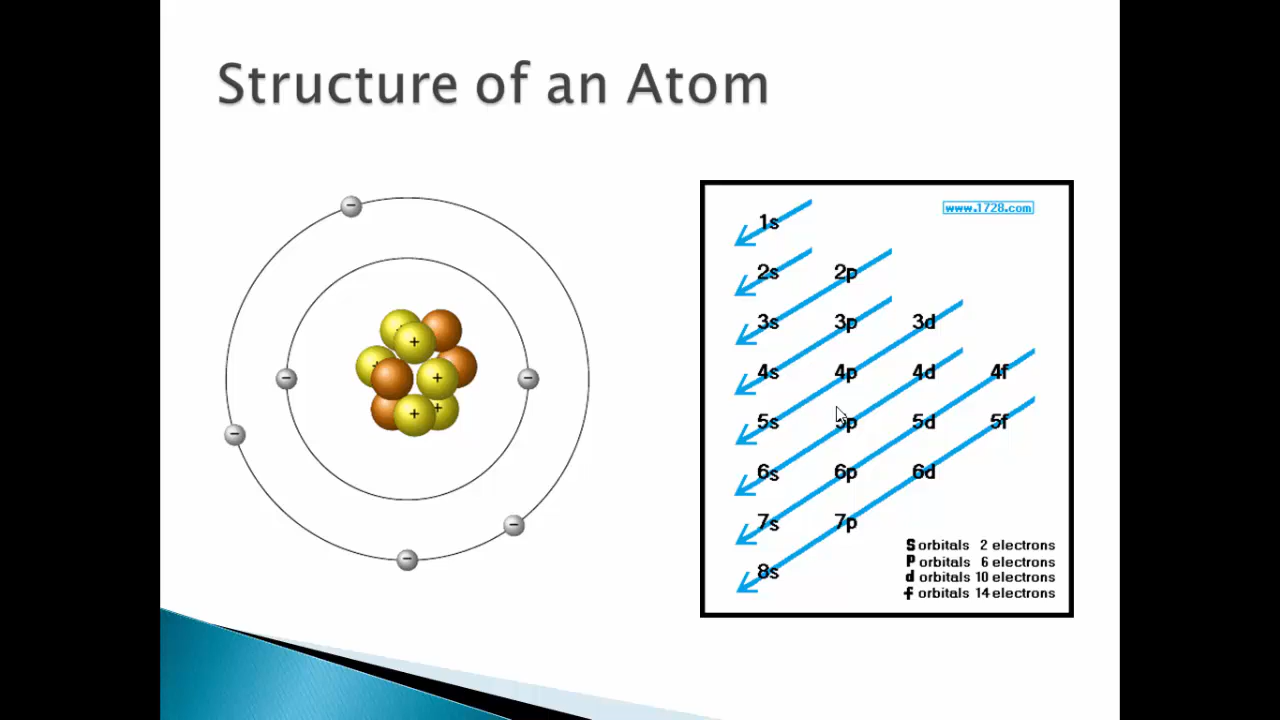 Structure of an Atom
www.1728.com
1s
2s 2p
3s 3p 3d
4s 4p 4d 4f
5s 5p 5d 5f
6s 6p 6d
7s 7p
8s
S orbitals 2 electrons
P orbitals 6 electrons
d orbitals 10 electrons
f orbitals 14 electrons